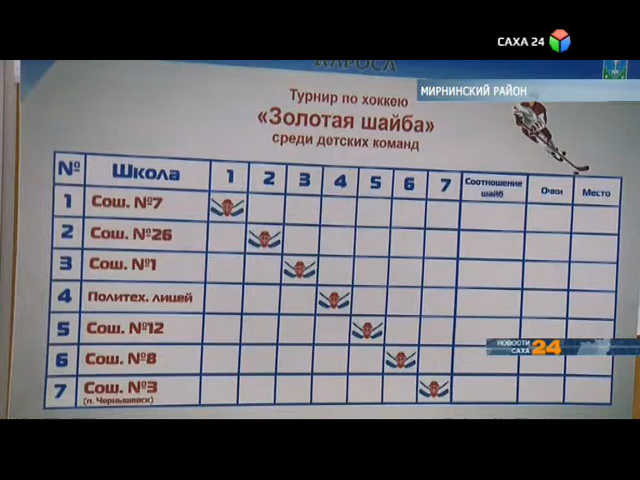 САХА 24
АЛРОСА
МИРНИНСКИЙ РАЙОН
Турнир по хоккею
«Золотая шайба»
среди детских команд
№ Школа 1 2 3 4 5 6 7 Соотношение шайб Очки Место
1 Сош. №7
2 Сош. №26
3 Сош. №1
4 Политех. лицей
5 Сош. №12
6 Сош. №8
7 Сош. №3
(п. Чернышевск)
НОВОСТИ
САХА 24